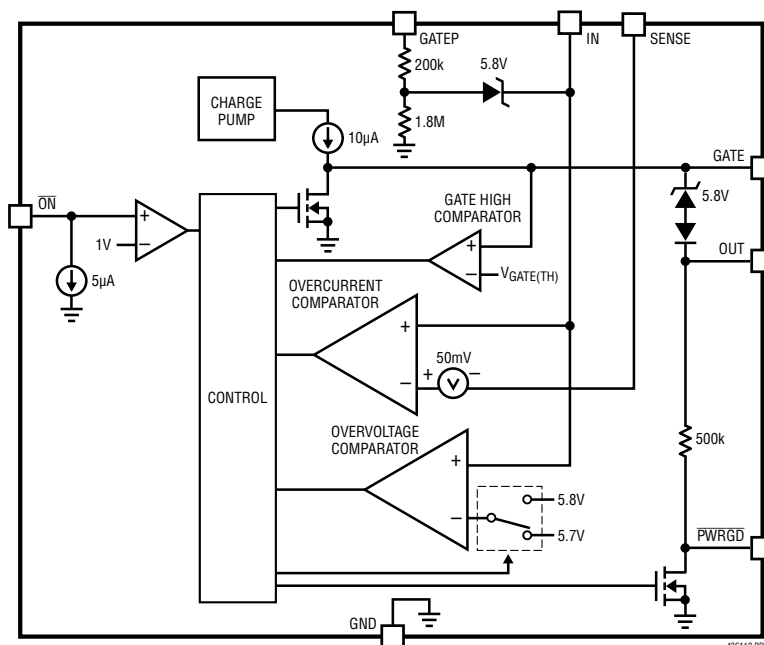 GATEP
IN
SENSE
200k
5.8V
CHARGE
PUMP
1.8M
10µA
GATE
ON
+
1V
−
5µA
GATE HIGH
COMPARATOR
+
−
VGATE(TH)
5.8V
OUT
OVERCURRENT
COMPARATOR
+
50mV
+
−
V
−
CONTROL
OVERVOLTAGE
COMPARATOR
+
−
5.8V
5.7V
500k
PWRGD
GND